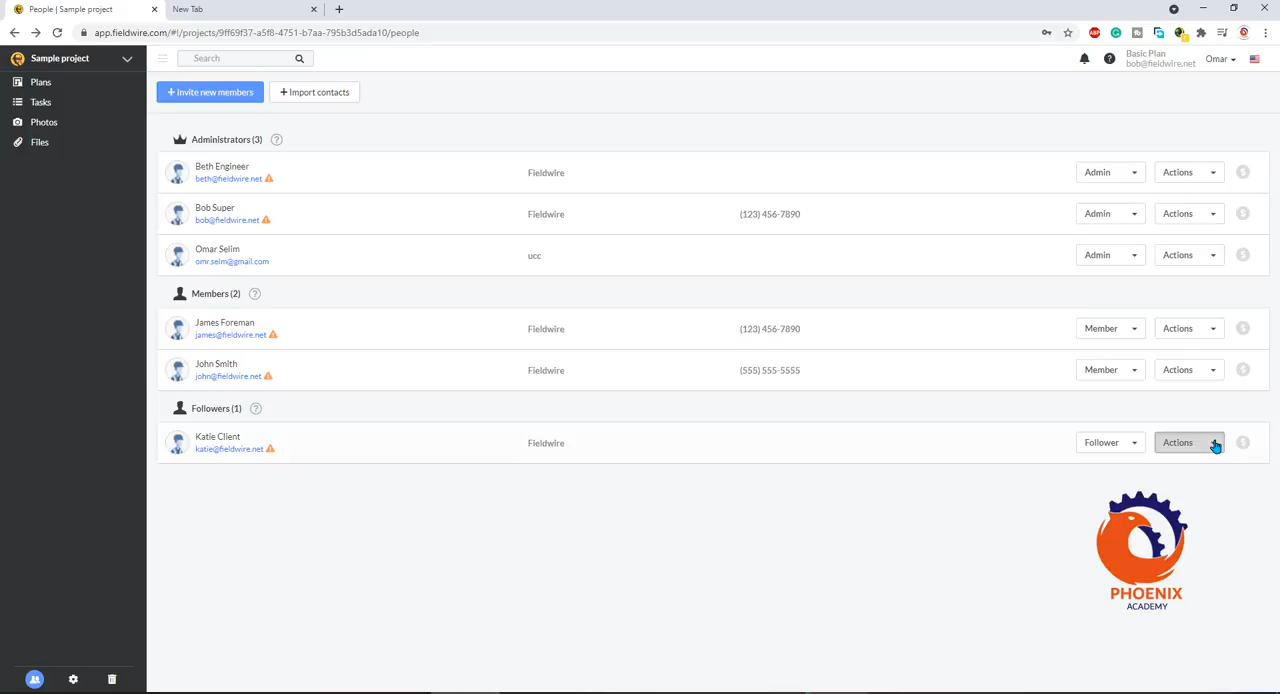 People | Sample project
New Tab
app.fieldwire.com/#!/projects/9ff69f37-a5f8-4751-b7aa-795b3d5ada10/people
ABP
Sample project
Search
Basic Plan
bob@fieldwire.net
Omar
Plans
Tasks
Photos
Files
+ Invite new members
+ Import contacts
Administrators (3)
Beth Engineer
beth@fieldwire.net
Fieldwire
Admin
Actions
Bob Super
bob@fieldwire.net
Fieldwire
(123) 456-7890
Admin
Actions
Omar Selim
omr.selm@gmail.com
ucc
Admin
Actions
Members (2)
James Foreman
james@fieldwire.net
Fieldwire
(123) 456-7890
Member
Actions
John Smith
john@fieldwire.net
Fieldwire
(555) 555-5555
Member
Actions
Followers (1)
Katie Client
katie@fieldwire.net
Fieldwire
Follower
Actions
PHOENIX
ACADEMY